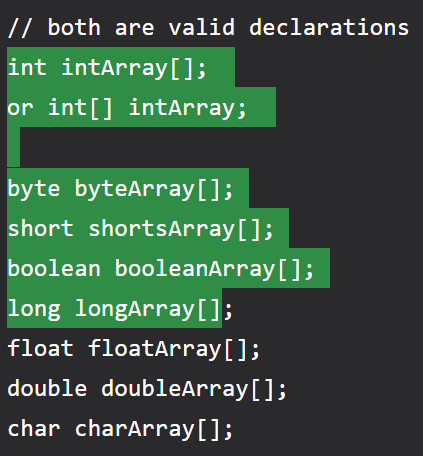 // both are valid declarations
int intArray[];
or int[] intArray;
byte byteArray[];
short shortsArray[];
boolean booleanArray[];
long longArray[];
float floatArray[];
double doubleArray[];
char charArray[];